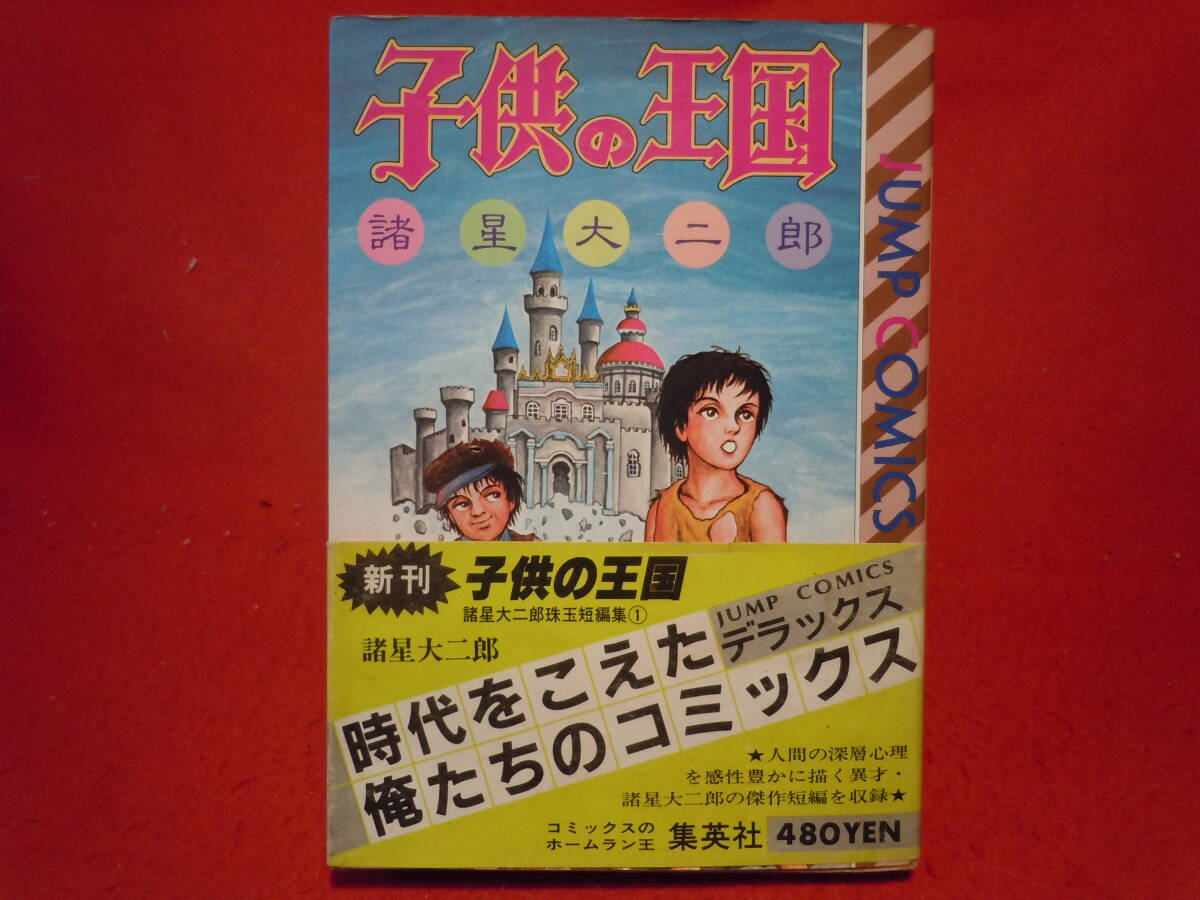 子供の王国
諸星大二郎
JUMP COMICS
新刊
子供の王国
諸星大二郎珠玉短編集①
諸星大二郎
JUMP COMICS
デラックス
時代をこえた
俺たちのコミックス
★人間の深層心理
を感性豊かに描く異才・
諸星大二郎の傑作短編を収録★
コミックスの
ホームラン王
集英社
480YEN